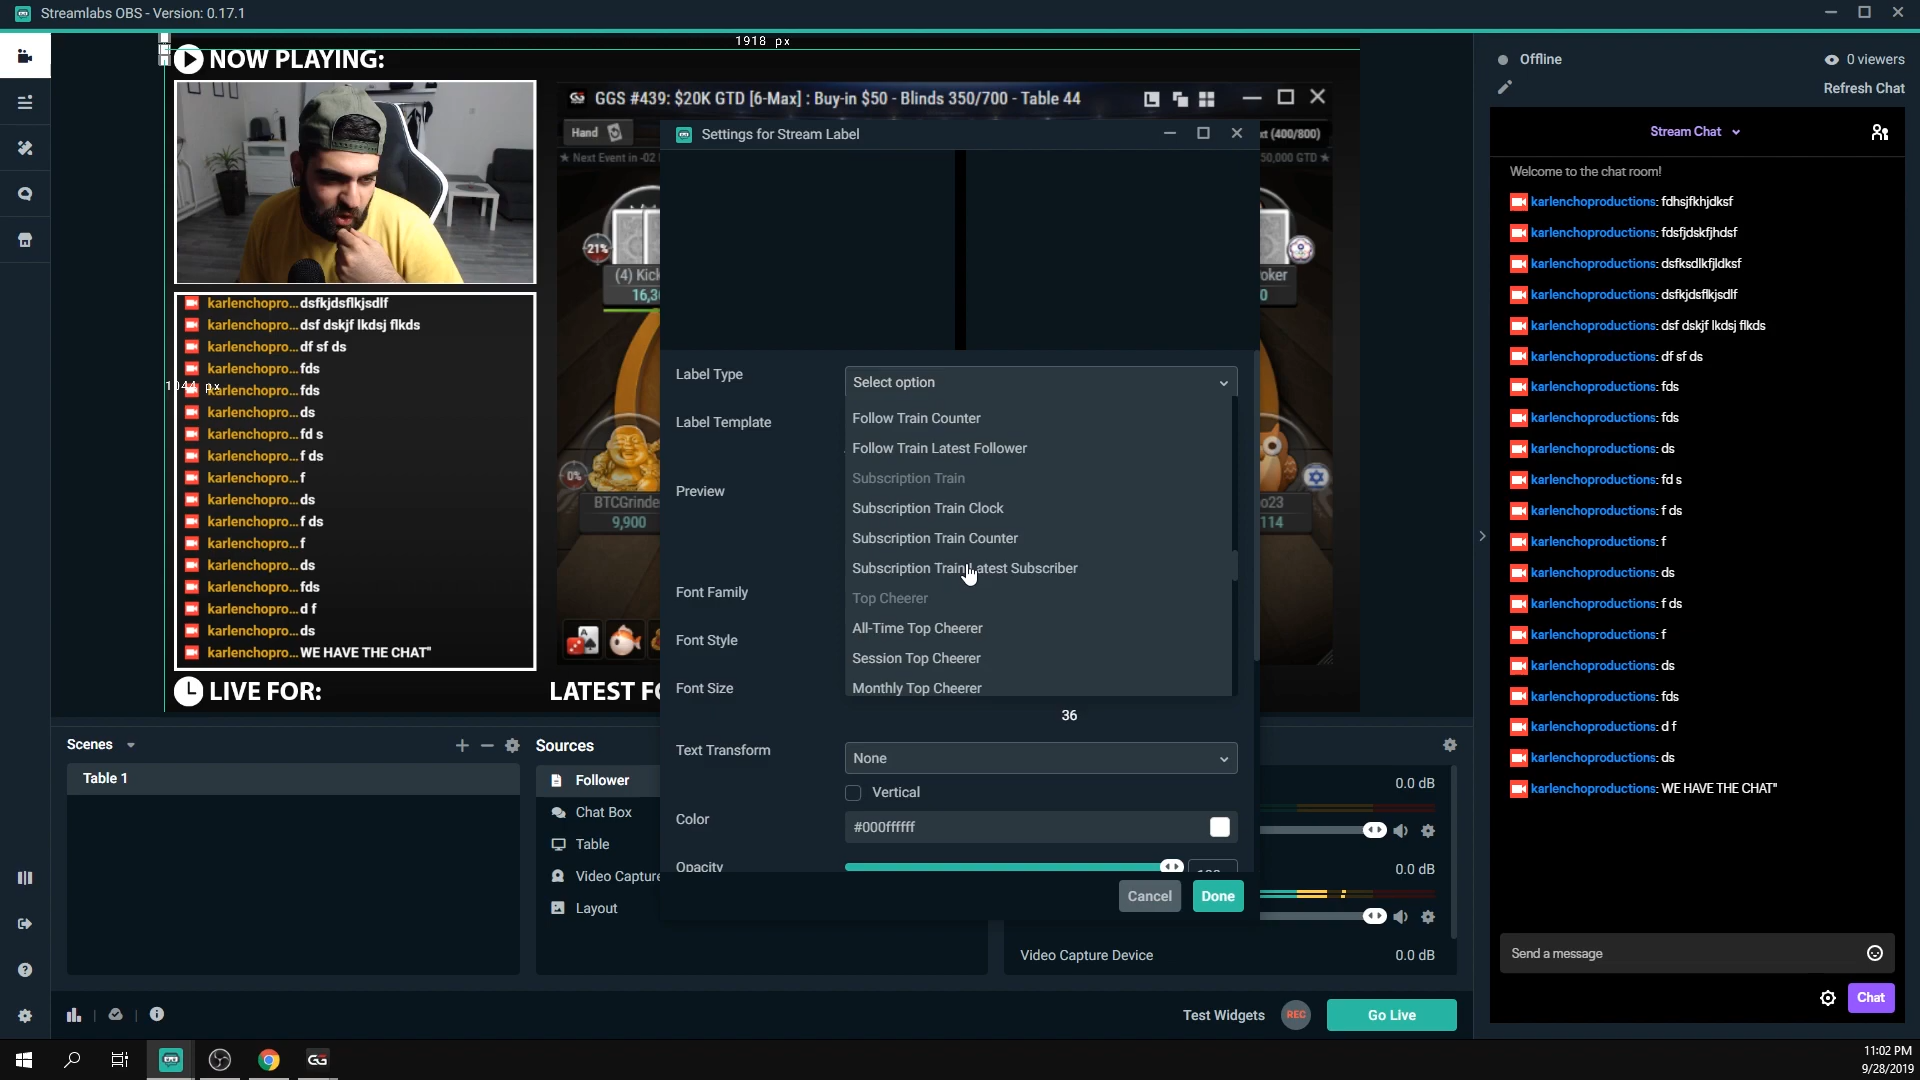 Streamlabs OBS - Version: 0.17.1
1918 px
NOW PLAYING:
GGS #439: $20K GTD [6-Max] : Buy-in $50 - Blinds 350/700 - Table 44
Hand
(400/800)
★ Next Event in -02
50,000 GTD ★
-21%
(4) Kick
16,3
oker
0
0%
BTCGrinde
9,900
o23
114
karlenchopro... dsfkjdsflkjsdlf
karlenchopro... dsf dskjf lkdsj flkds
karlenchopro... df sf ds
karlenchopro... fds
1044 px
karlenchopro... fds
karlenchopro... ds
karlenchopro... fd s
karlenchopro... f ds
karlenchopro... f
karlenchopro... ds
karlenchopro... f ds
karlenchopro... f
karlenchopro... ds
karlenchopro... fds
karlenchopro... d f
karlenchopro... ds
karlenchopro... WE HAVE THE CHAT"
LIVE FOR:
LATEST FO
Settings for Stream Label
Label Type
Select option
Follow Train Counter
Label Template
Follow Train Latest Follower
Subscription Train
Preview
Subscription Train Clock
Subscription Train Counter
Subscription Train Latest Subscriber
Font Family
Top Cheerer
All-Time Top Cheerer
Font Style
Session Top Cheerer
Font Size
Monthly Top Cheerer
36
Text Transform
None
Vertical
Color
#000ffffff
Opacity
Cancel
Done
Scenes
Table 1
Sources
Follower
Chat Box
Table
Video Capture
Layout
0.0 dB
0.0 dB
Video Capture Device
0.0 dB
Test Widgets
REC
Go Live
Offline
0 viewers
Refresh Chat
Stream Chat
Welcome to the chat room!
karlenchoproductions: fdhsjfkhjdksf
karlenchoproductions: fdsfjdskfjhdsf
karlenchoproductions: dsfksdlkfjldksf
karlenchoproductions: dsfkjdsflkjsdlf
karlenchoproductions: dsf dskjf lkdsj flkds
karlenchoproductions: df sf ds
karlenchoproductions: fds
karlenchoproductions: fds
karlenchoproductions: ds
karlenchoproductions: fd s
karlenchoproductions: f ds
karlenchoproductions: f
karlenchoproductions: ds
karlenchoproductions: f ds
karlenchoproductions: f
karlenchoproductions: ds
karlenchoproductions: fds
karlenchoproductions: d f
karlenchoproductions: ds
karlenchoproductions: WE HAVE THE CHAT"
Send a message
Chat
11:02 PM
9/28/2019